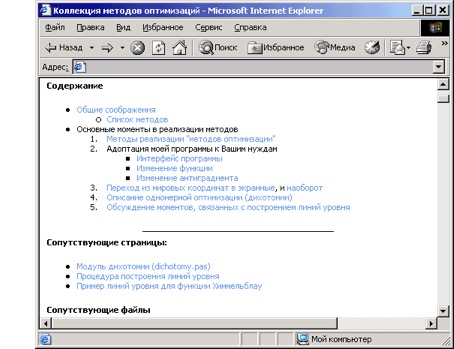 Коллекция методов оптимизаций - Microsoft Internet Explorer
Файл Правка Вид Избранное Сервис Справка
Назад Поиск Избранное Медиа »
Адрес:
Содержание
Общие соображения
Список методов
Основные моменты в реализации методов
1. Методы реализации "методов оптимизации"
2. Адоптация моей программы к Вашим нуждам
Интерфейс программы
Изменение функции
Изменение антиградиента
3. Переход из мировых координат в экранные, и наоборот
4. Описание одномерной оптимизации (дихотомии)
5. Обсуждение моментов, связанных с построением линий уровня
Сопутствующие страницы:
Модуль дихотомии (dichotomy.pas)
Процедура построения линий уровня
Пример линий уровня для функции Химмельблау
Сопутствующие файлы
Мой компьютер